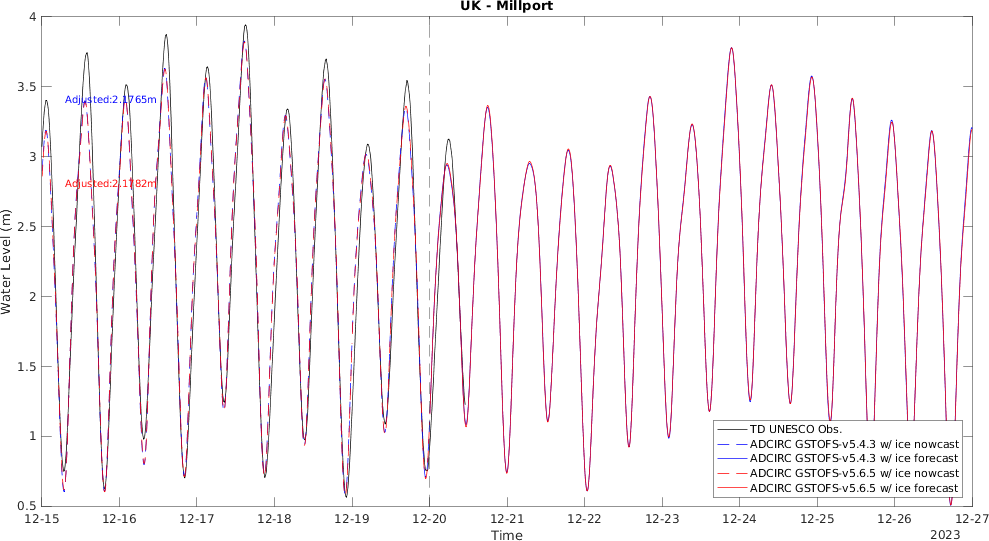 UK - Millport
4
3.5
3
2.5
2
1.5
1
0.5
Water Level (m)
Adjusted:2.1765m
Adjusted:2.1782m
TD UNESCO Obs.
ADCIRC GSTOFS-v5.4.3 w/ ice nowcast
ADCIRC GSTOFS-v5.4.3 w/ ice forecast
ADCIRC GSTOFS-v5.6.5 w/ ice nowcast
ADCIRC GSTOFS-v5.6.5 w/ ice forecast
12-15 12-16 12-17 12-18 12-19 12-20 12-21 12-22 12-23 12-24 12-25 12-26 12-27
Time
2023